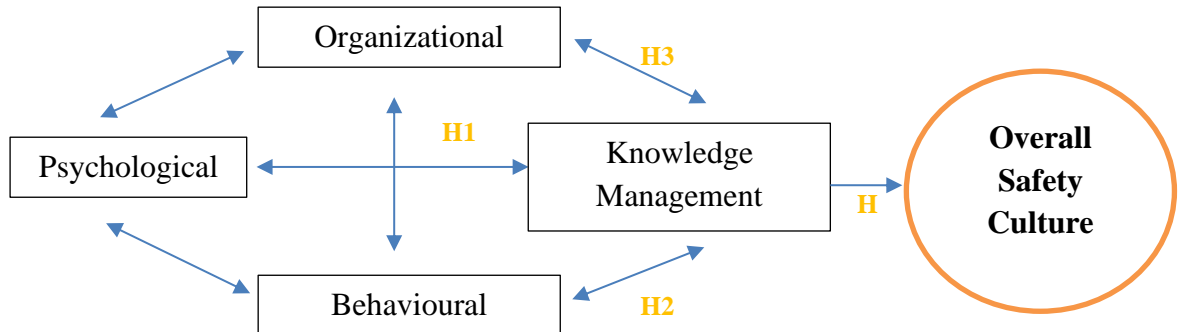 Organizational
H3
H1
Psychological
Knowledge
Management
H
Overall
Safety
Culture
Behavioural
H2